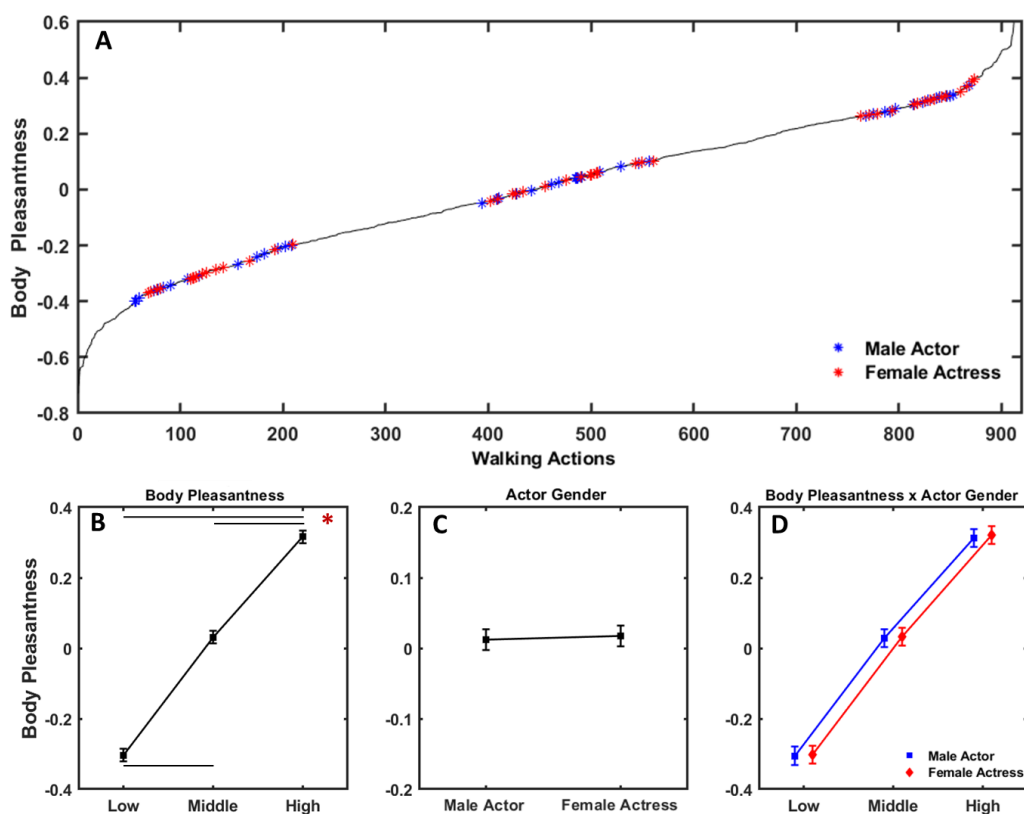 A
0.6
0.4
0.2
0
-0.2
-0.4
-0.6
-0.8
Body Pleasantness
Male Actor
Female Actress
0 100 200 300 400 500 600 700 800 900
Walking Actions
Body Pleasantness
B
*
0.4
0.2
0
-0.2
-0.4
Body Pleasantness
Low Middle High
Actor Gender
C
0.2
0.1
0
-0.1
-0.2
Male Actor Female Actress
Body Pleasantness x Actor Gender
D
0.4
0.2
0
-0.2
-0.4
Male Actor
Female Actress
Low Middle High